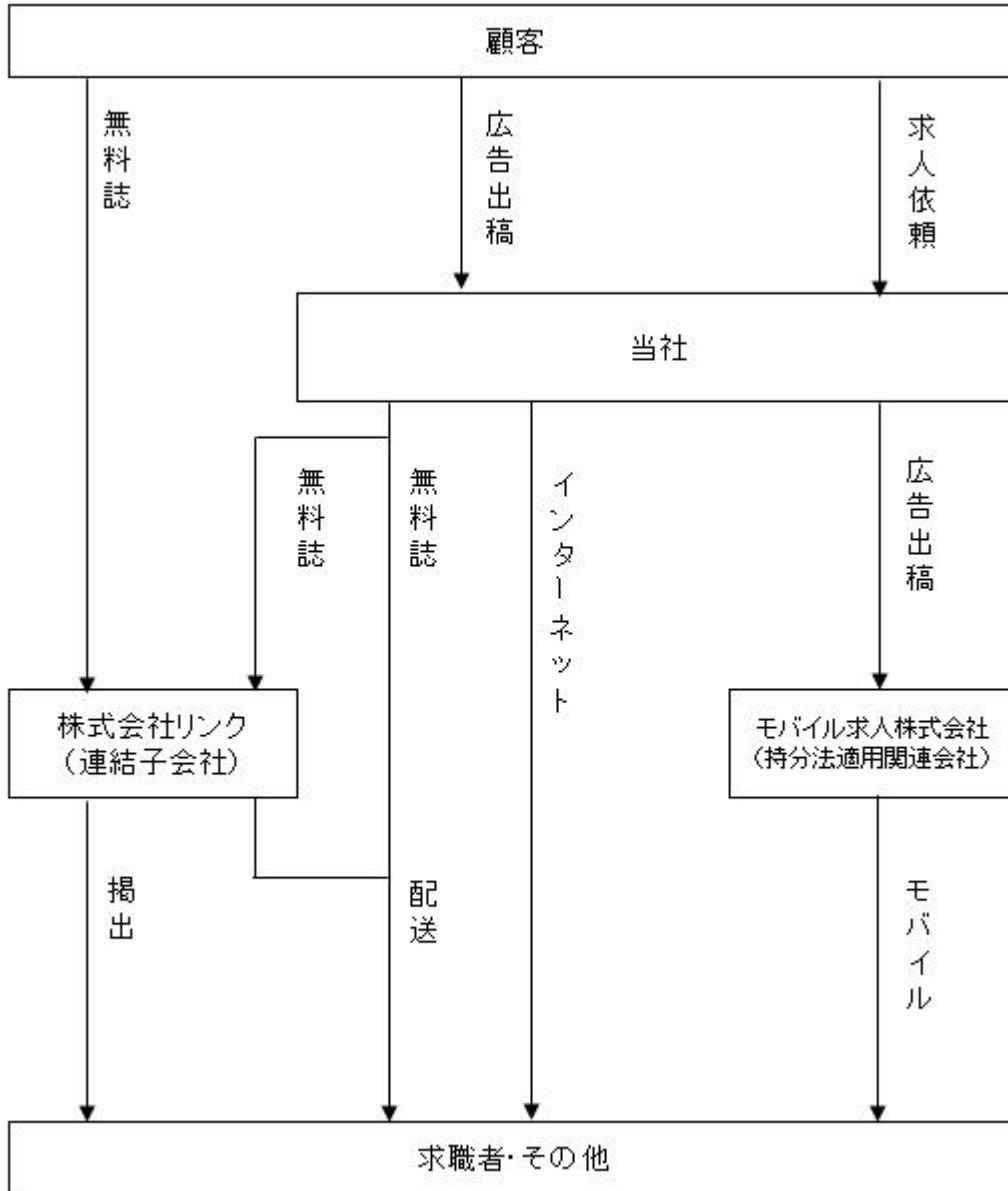 顧客
無料誌
広告出稿
求人依頼
当社
無料誌
無料誌
インターネット
広告出稿
株式会社リンク
（連結子会社）
モバイル求人株式会社
（持分法適用関連会社）
掲出
配送
モバイル
求職者・その他